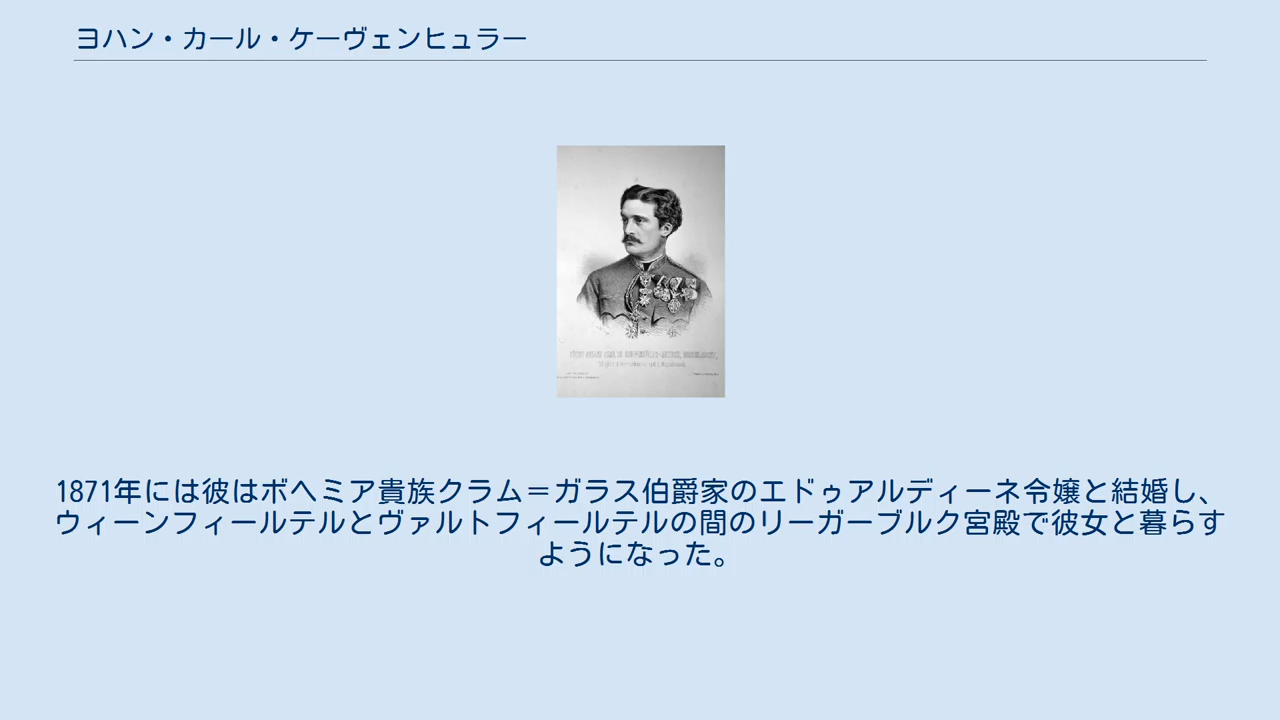 ヨハン・カール・ケーヴェンヒュラー
1871年には彼はボヘミア貴族クラム＝ガラス伯爵家のエドゥアルディーネ令嬢と結婚し、
ウィーンフィールテルとヴァルトフィールテルの間のリーガーブルク宮殿で彼女と暮らす
ようになった。